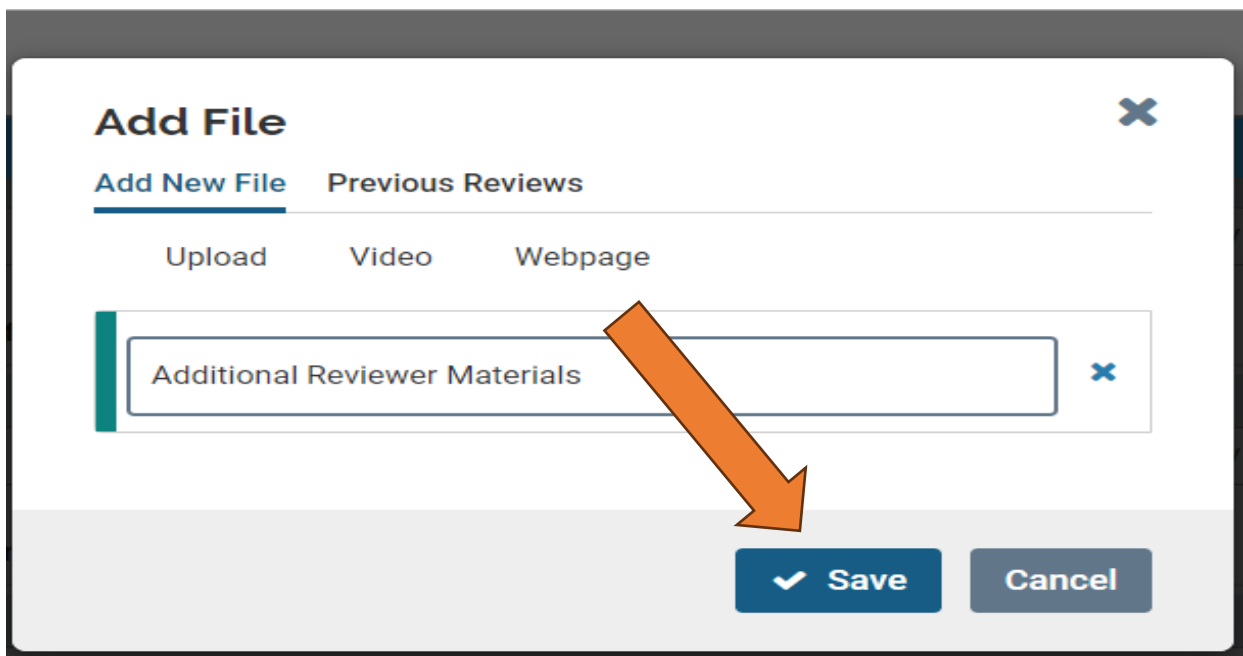 Add File
Add New File Previous Reviews
Upload Video Webpage
Additional Reviewer Materials
Save Cancel